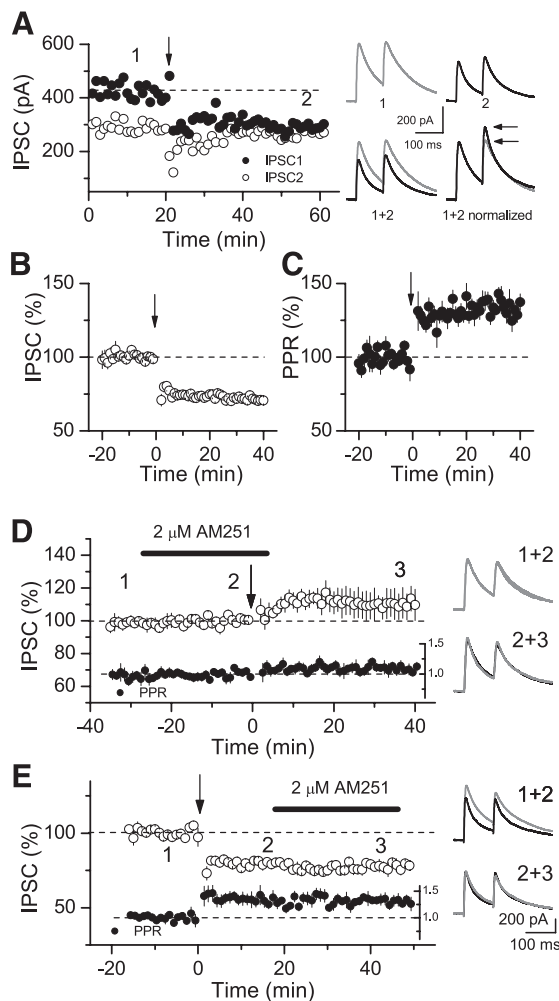 A
600
400
200
IPSC (pA)
1
2
IPSC1
IPSC2
0 10 20 30 40 50 60
Time (min)
1
2
200 pA
100 ms
1+2
1+2 normalized
B
150
100
50
IPSC (%)
-20 0 20 40
Time (min)
C
150
100
50
PPR (%)
-20 0 20 40
Time (min)
D
2 μM AM251
140
120
100
80
60
IPSC (%)
1
2
3
1.5
1.0
PPR
-40 -20 0 20 40
Time (min)
1+2
2+3
E
2 μM AM251
100
50
IPSC (%)
1
2
3
1.5
1.0
PPR
-20 0 20 40
Time (min)
1+2
2+3
200 pA
100 ms